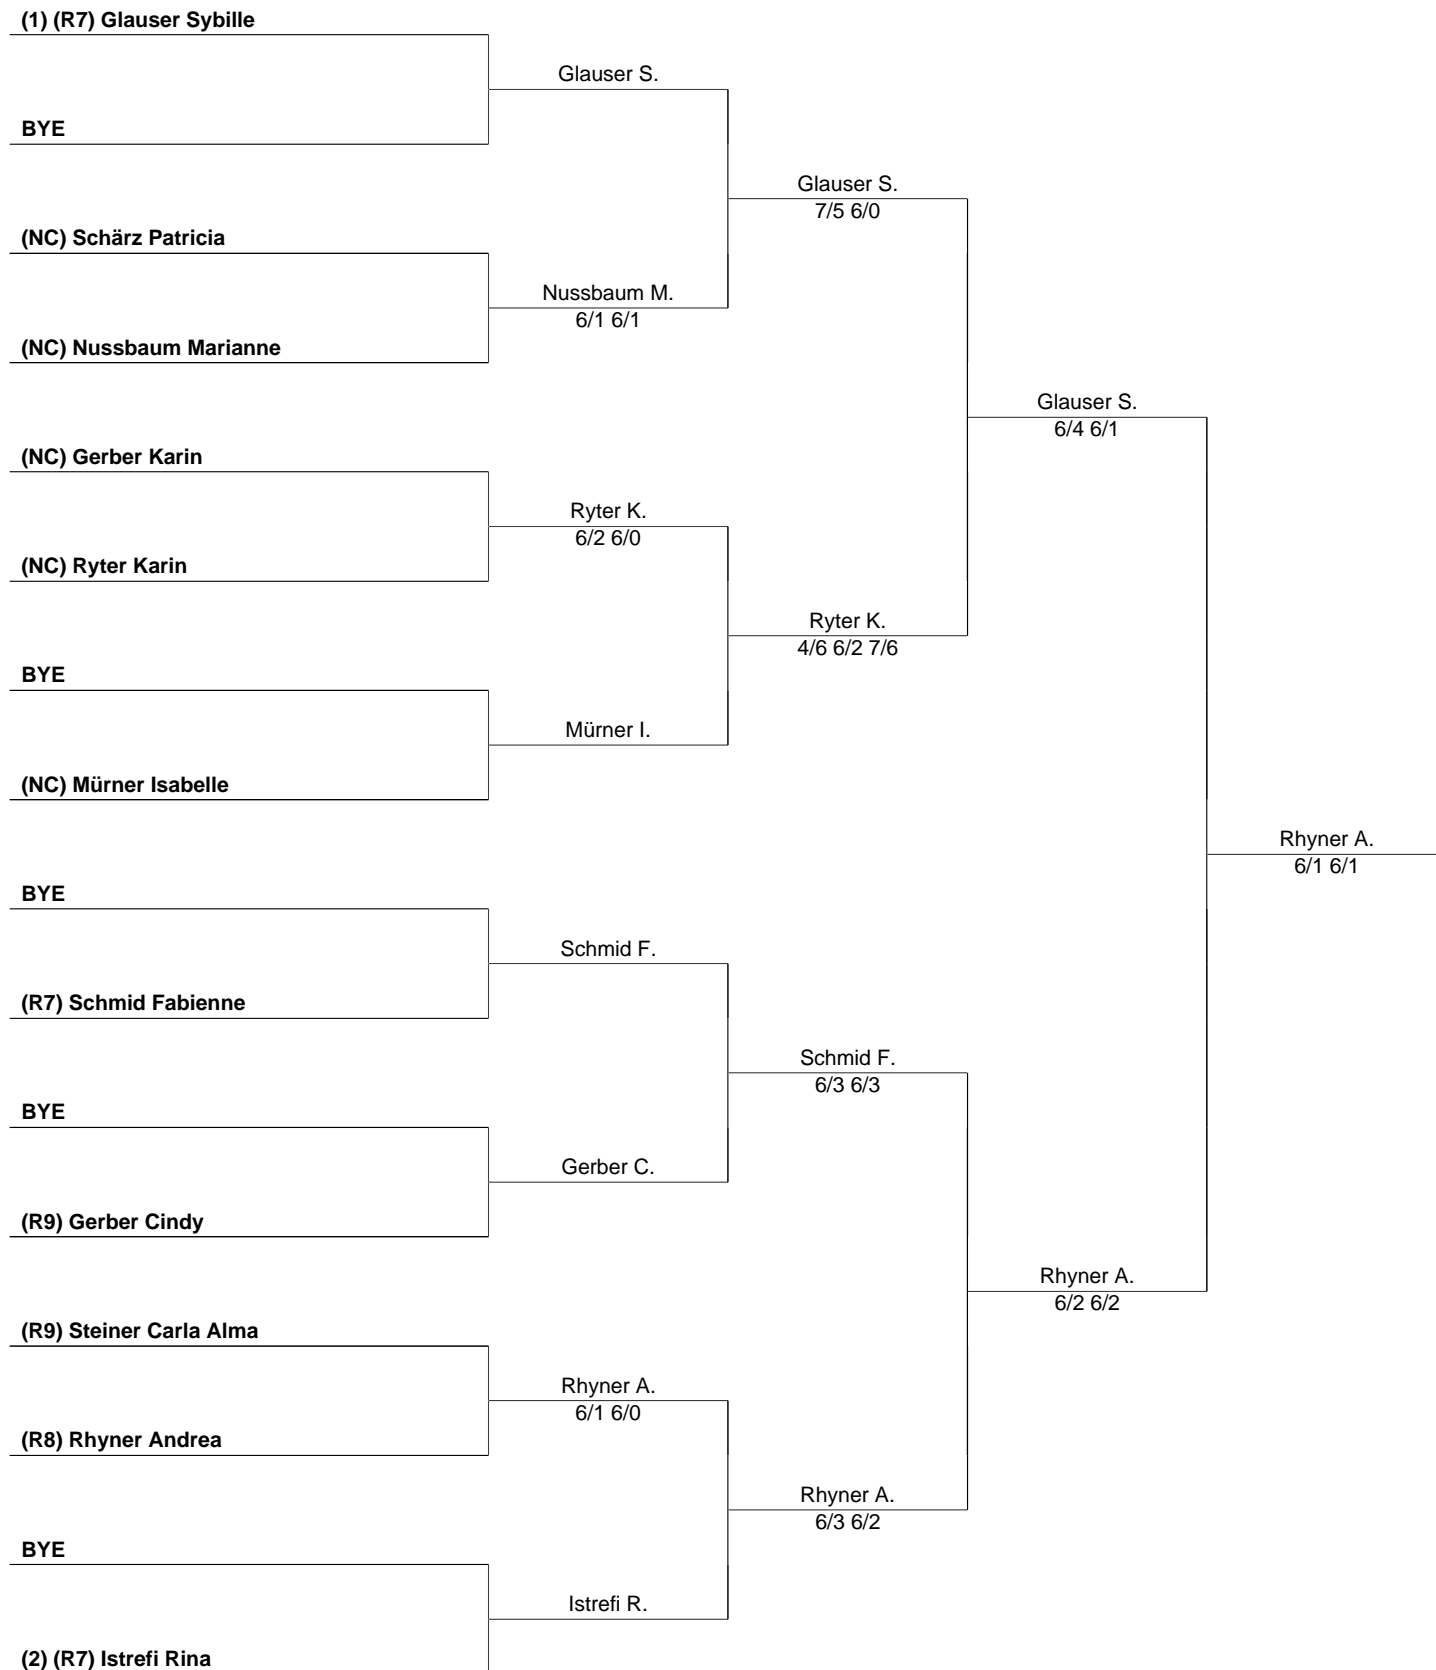 (1) (R7) Glauser Sybille
Glauser S.
BYE
Glauser S.
7/5 6/0
(NC) Schärz Patricia
Nussbaum M.
6/1 6/1
(NC) Nussbaum Marianne
Glauser S.
6/4 6/1
(NC) Gerber Karin
Ryter K.
6/2 6/0
(NC) Ryter Karin
Ryter K.
4/6 6/2 7/6
BYE
Mürner I.
(NC) Mürner Isabelle
Rhyner A.
6/1 6/1
BYE
Schmid F.
(R7) Schmid Fabienne
Schmid F.
6/3 6/3
BYE
Gerber C.
(R9) Gerber Cindy
Rhyner A.
6/2 6/2
(R9) Steiner Carla Alma
Rhyner A.
6/1 6/0
(R8) Rhyner Andrea
Rhyner A.
6/3 6/2
BYE
Istrefi R.
(2) (R7) Istrefi Rina